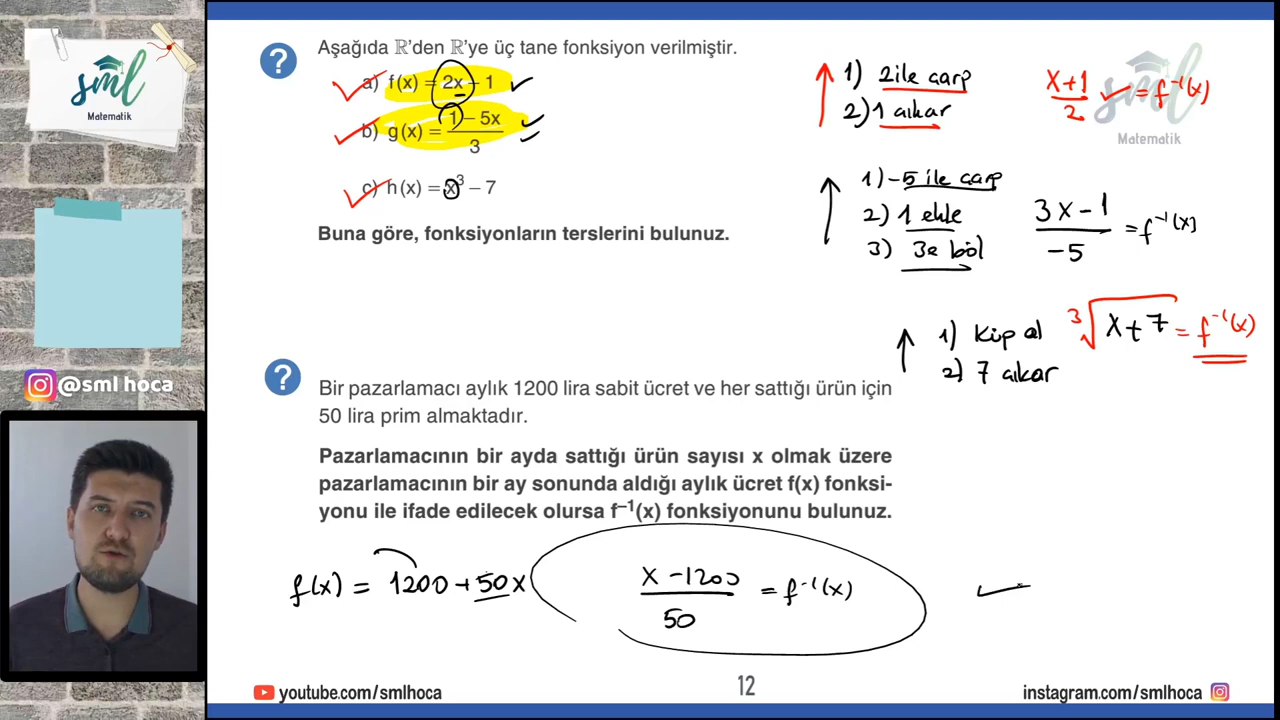 sml
Matematik
@sml hoca
? Aşağıda ℝ'den ℝ'ye üç tane fonksiyon verilmiştir.
a) f(x) = 2x - 1
b) g(x) = (1 - 5x)/3
c) h(x) = x³ - 7
Buna göre, fonksiyonların terslerini bulunuz.
1) 2 ile çarp
2) 1 çıkar
(x+1)/2 = f⁻¹(x)
sml
Matematik
1) -5 ile çarp
2) 1 ekle
3) 3e böl
(3x - 1)/-5 = f⁻¹(x)
1) Küp al
2) 7 çıkar
³√(x+7) = f⁻¹(x)
? Bir pazarlamacı aylık 1200 lira sabit ücret ve her sattığı ürün için
50 lira prim almaktadır.
Pazarlamacının bir ayda sattığı ürün sayısı x olmak üzere
pazarlamacının bir ay sonunda aldığı aylık ücret f(x) fonksi-
yonu ile ifade edilecek olursa f⁻¹(x) fonksiyonunu bulunuz.
f(x) = 1200 + 50x
(x - 1200)/50 = f⁻¹(x)
youtube.com/smlhoca
12
instagram.com/smlhoca